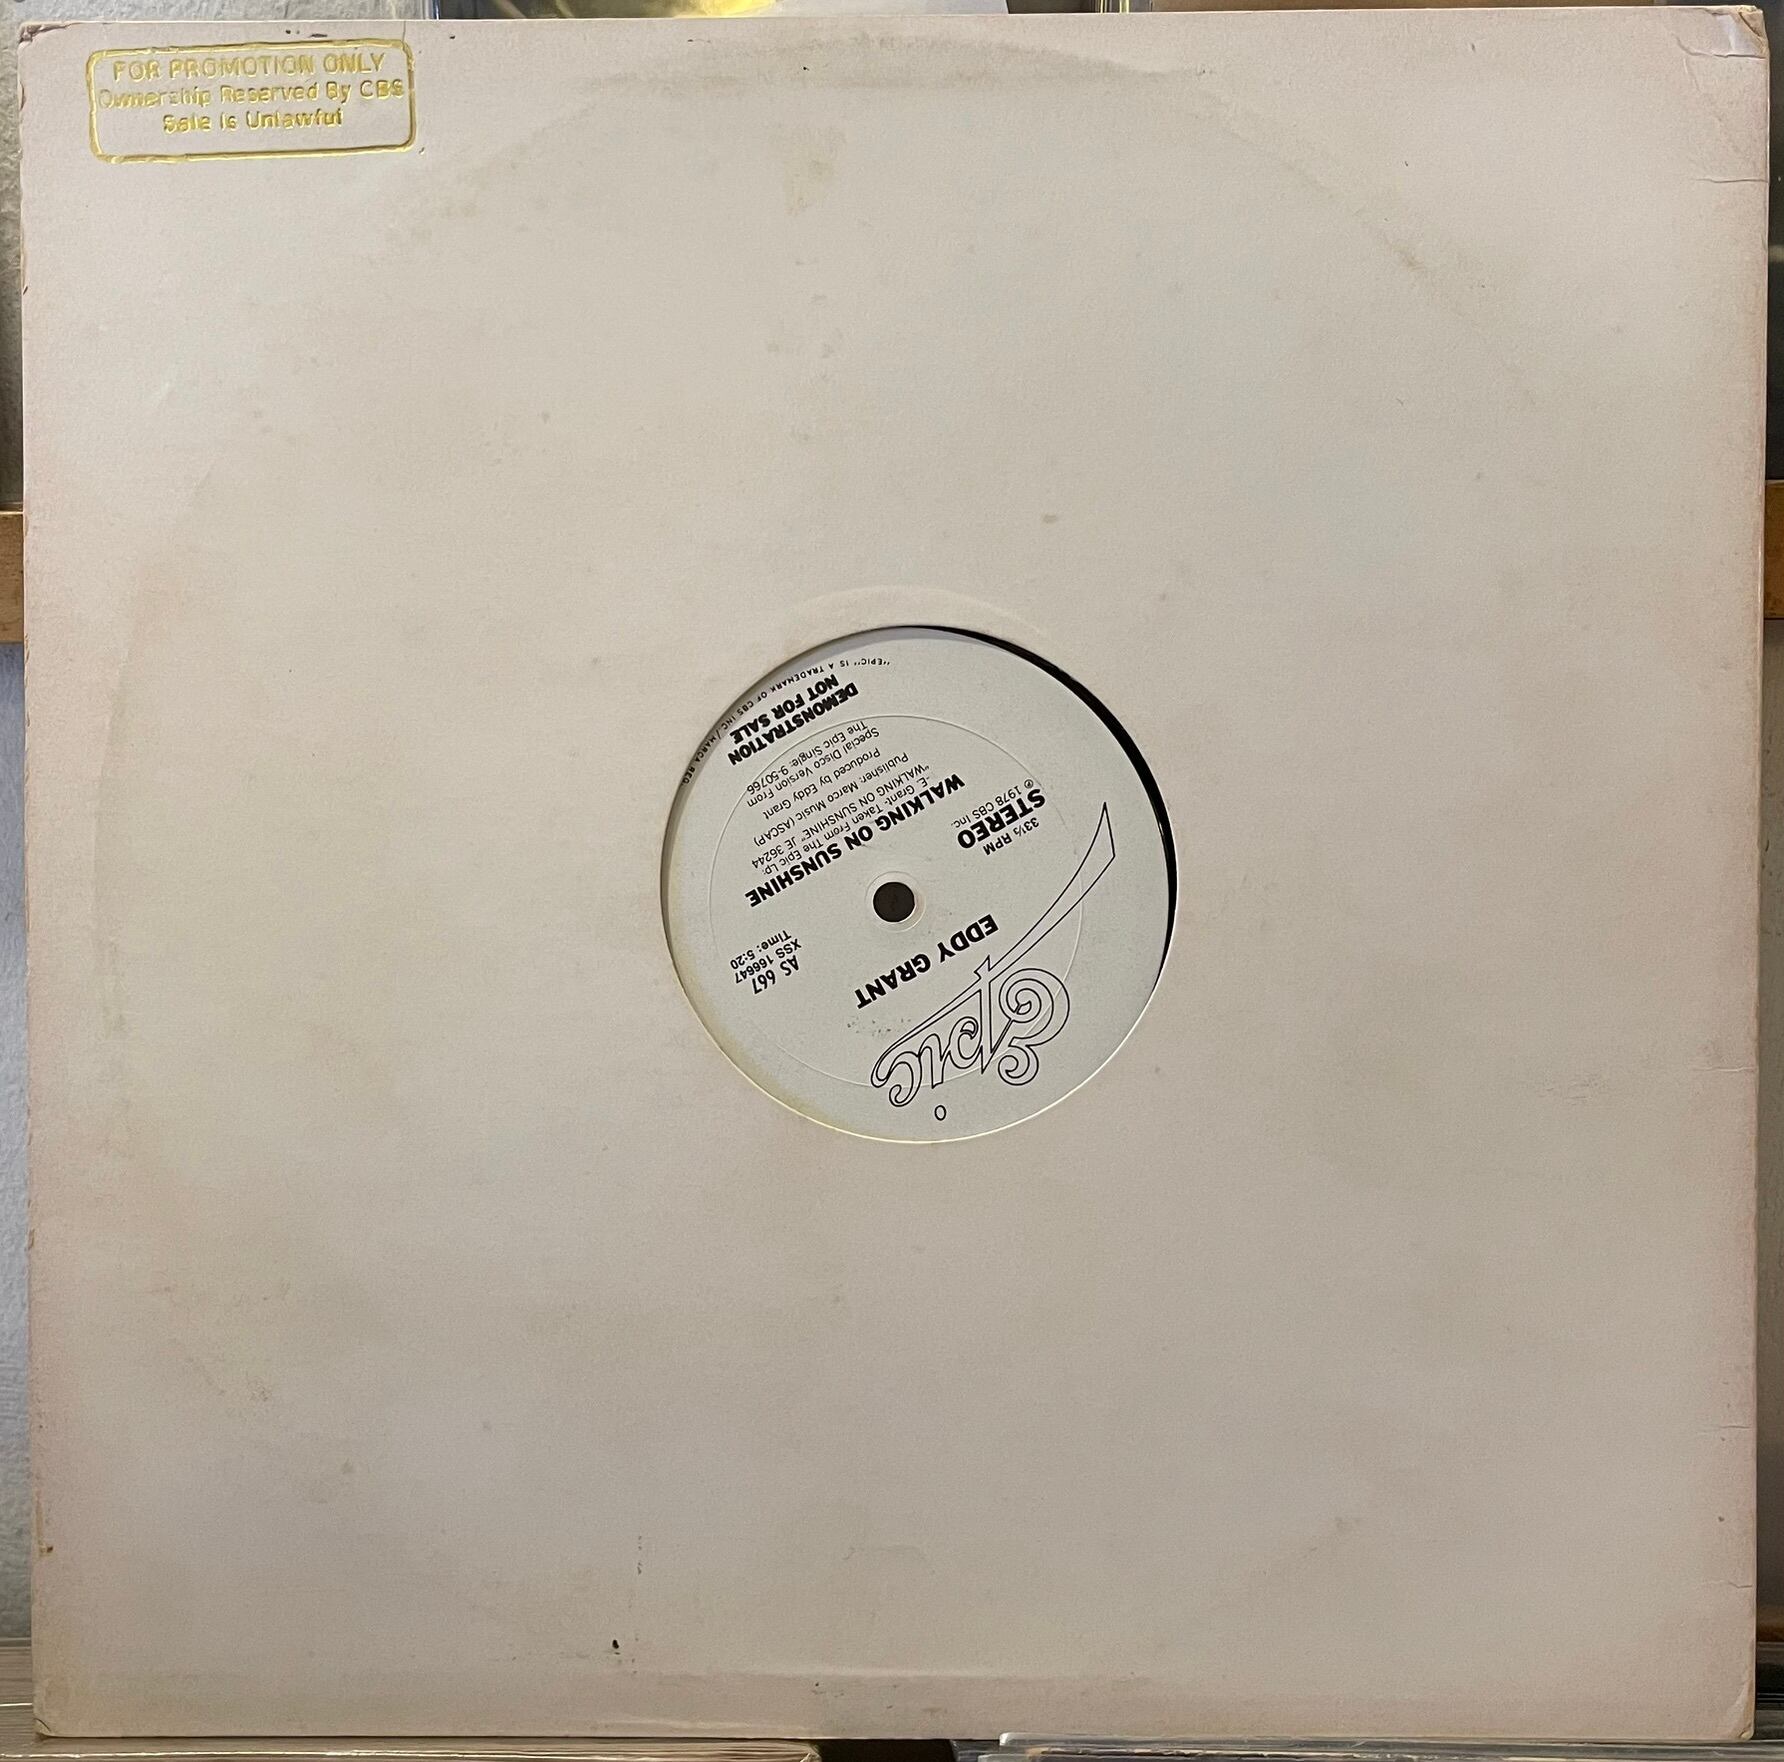 FOR PROMOTION ONLY
Ownership Reserved By CBS
Sale Is Unlawful
Epic
EDDY GRANT
33⅓ RPM
STEREO
℗ 1978 CBS Inc.
AS 667
XSS 166647
Time: 5:20
WALKING ON SUNSHINE
-E. Grant- Taken From The Epic Lp:
"WALKING ON SUNSHINE" JE 36244
Publisher: Marco Music (ASCAP)
Produced by Eddy Grant
Special Disco Version From
The Epic Single: 9-50766
DEMONSTRATION
NOT FOR SALE
"EPIC" IS A TRADEMARK OF CBS INC./MARCA REG.